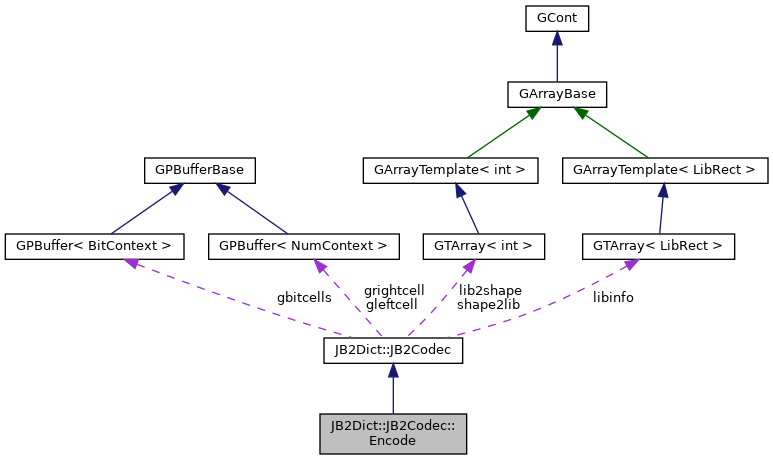 GCont
GArrayBase
GPBufferBase
GArrayTemplate< int >
GArrayTemplate< LibRect >
GPBuffer< BitContext >
GPBuffer< NumContext >
GTArray< int >
GTArray< LibRect >
gbitcells
grightcell
gleftcell
lib2shape
shape2lib
libinfo
JB2Dict::JB2Codec
JB2Dict::JB2Codec::
Encode